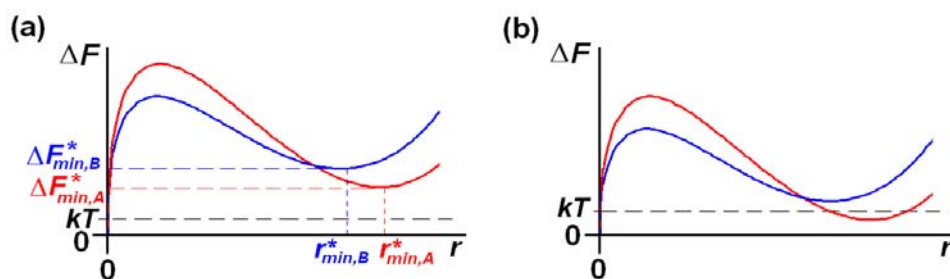 (a)
ΔF
ΔF*min,B
ΔF*min,A
kT
0
0
r*min,B
r*min,A
r
(b)
ΔF
kT
0
0
r